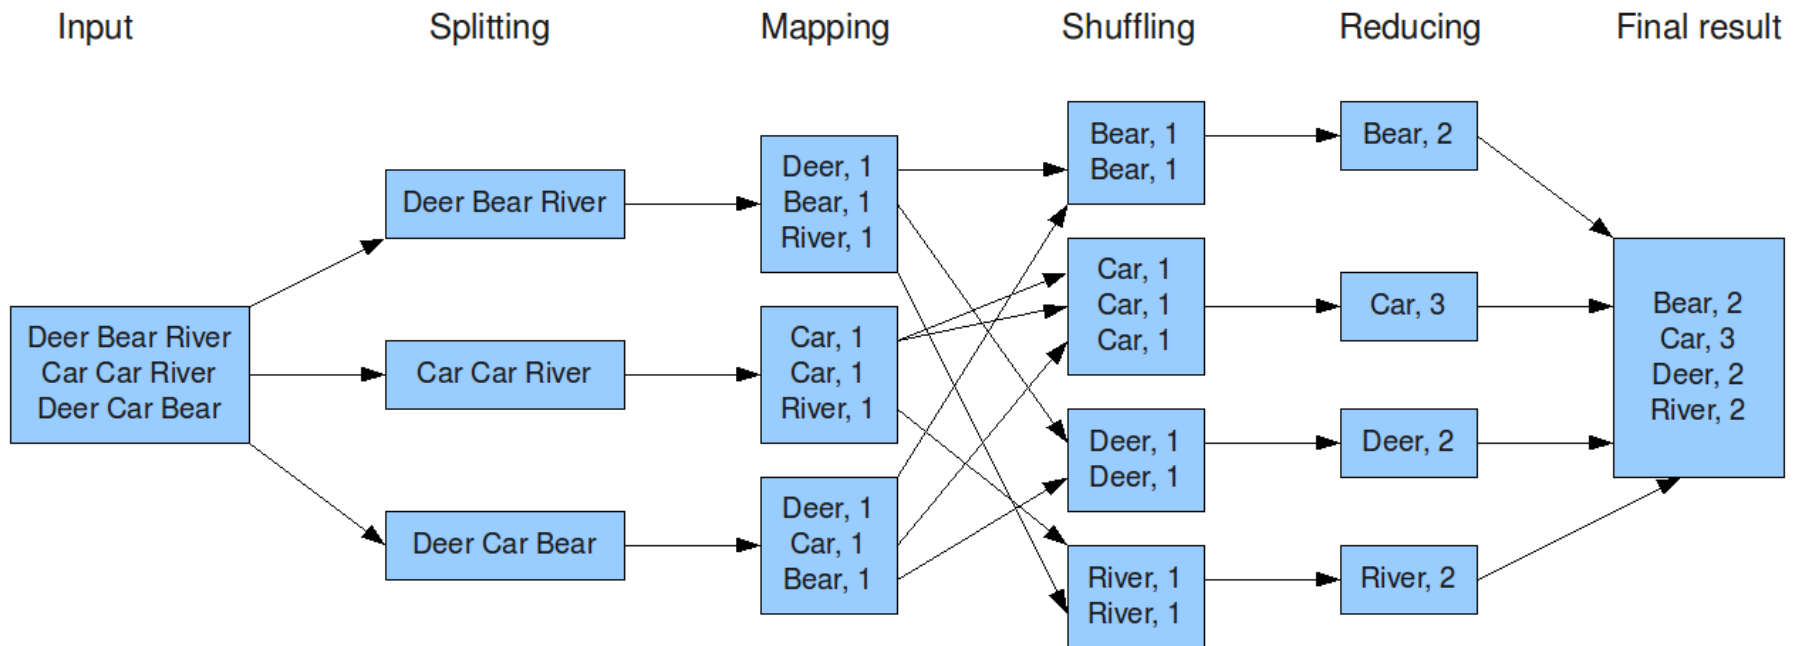 Input
Splitting
Mapping
Shuffling
Reducing
Final result
Deer Bear River
Car Car River
Deer Car Bear
Deer Bear River
Car Car River
Deer Car Bear
Deer, 1
Bear, 1
River, 1
Car, 1
Car, 1
River, 1
Deer, 1
Car, 1
Bear, 1
Bear, 1
Bear, 1
Car, 1
Car, 1
Car, 1
Deer, 1
Deer, 1
River, 1
River, 1
Bear, 2
Car, 3
Deer, 2
River, 2
Bear, 2
Car, 3
Deer, 2
River, 2